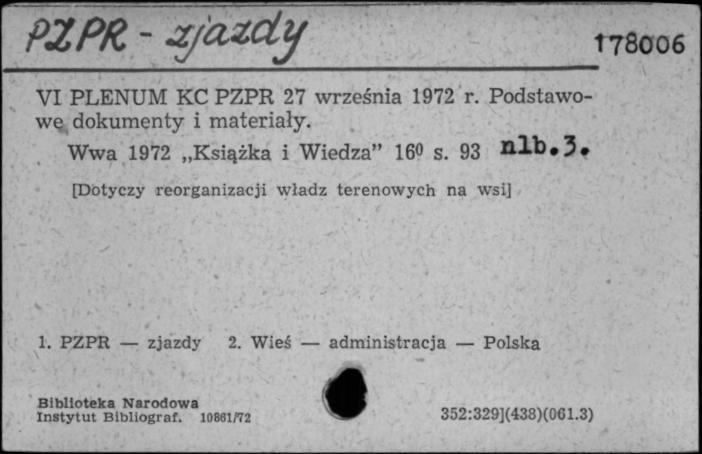 PZPR - zjazdy
178006
VI PLENUM KC PZPR 27 września 1972 r. Podstawo-
we dokumenty i materiały.
Wwa 1972 „Książka i Wiedza” 16⁰ s. 93 nlb. 3.
[Dotyczy reorganizacji władz terenowych na wsi]
1. PZPR — zjazdy 2. Wieś — administracja — Polska
Biblioteka Narodowa
Instytut Bibliograf. 10861/72
352:329](438)(061.3)